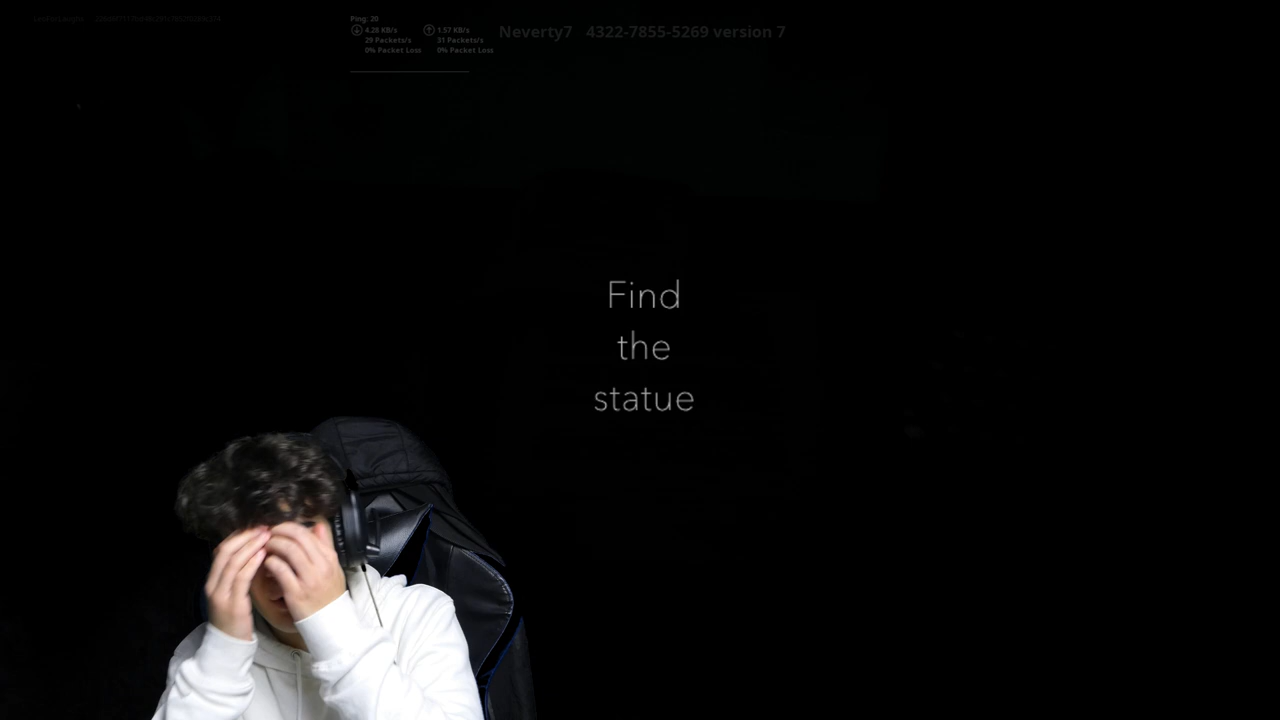 Ping: 20
4.28 KB/s 1.57 KB/s
29 Packets/s 31 Packets/s
0% Packet Loss 0% Packet Loss
Neverty7 4322-7855-5269 version 7
Find
the
statue